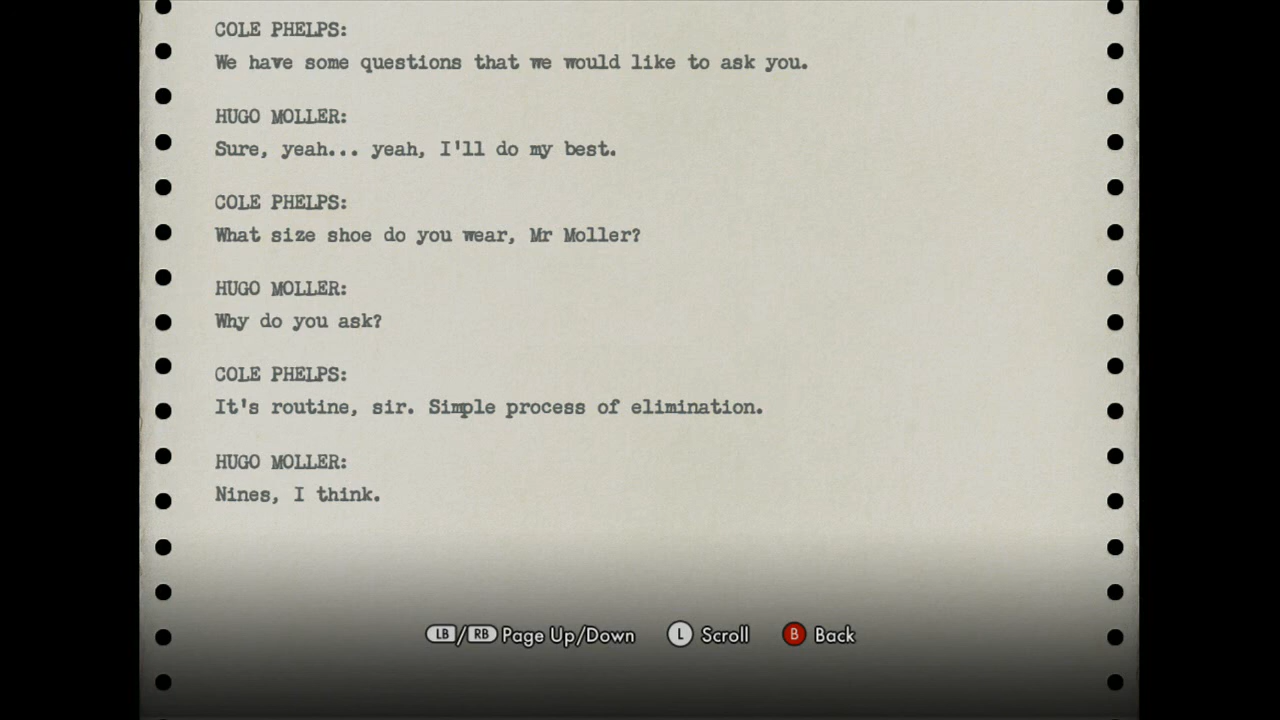 COLE PHELPS:
We have some questions that we would like to ask you.
HUGO MOLLER:
Sure, yeah... yeah, I'll do my best.
COLE PHELPS:
What size shoe do you wear, Mr Moller?
HUGO MOLLER:
Why do you ask?
COLE PHELPS:
It's routine, sir. Simple process of elimination.
HUGO MOLLER:
Nines, I think.
LB/RB Page Up/Down L Scroll B Back